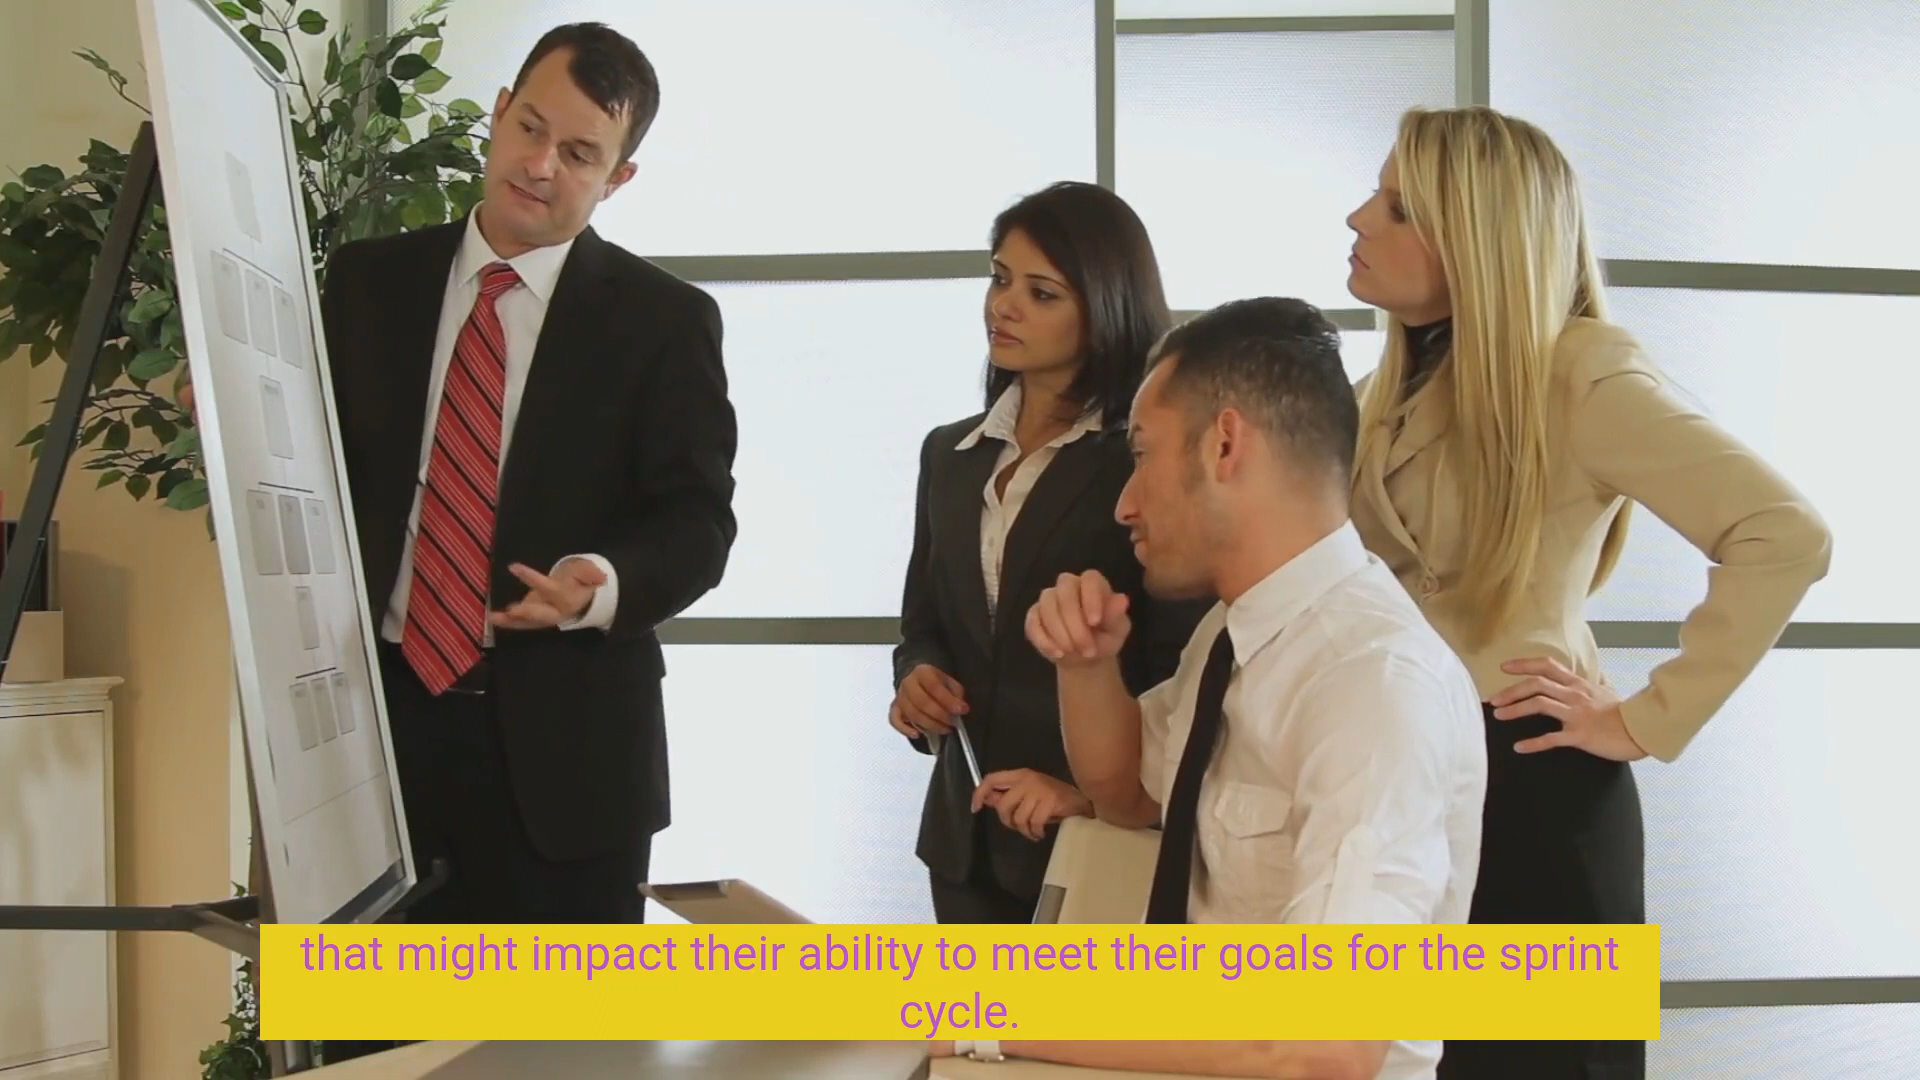 that might impact their ability to meet their goals for the sprint
cycle.